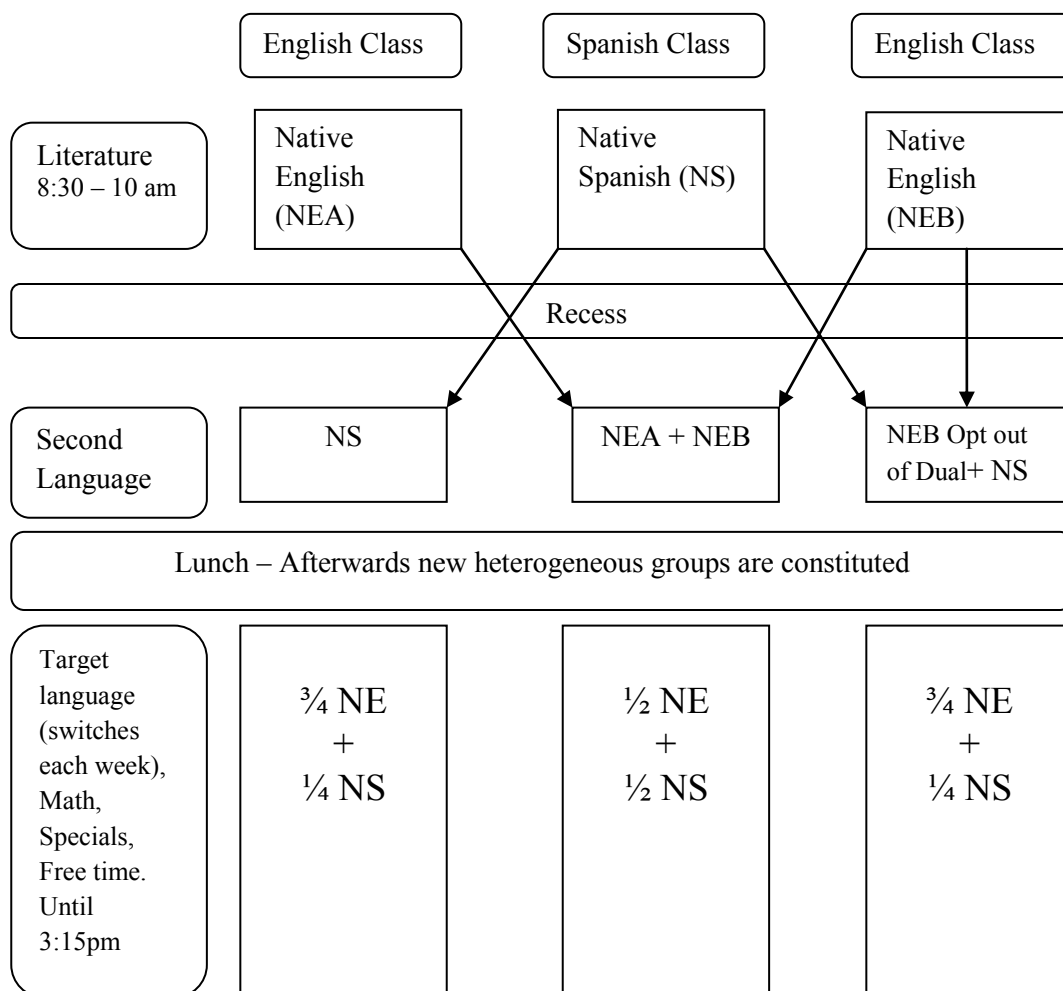 English Class
Spanish Class
English Class
Literature
8:30 – 10 am
Native
English
(NEA)
Native
Spanish (NS)
Native
English
(NEB)
Recess
Second
Language
NS
NEA + NEB
NEB Opt out
of Dual+ NS
Lunch – Afterwards new heterogeneous groups are constituted
Target
language
(switches
each week),
Math,
Specials,
Free time.
Until
3:15pm
¾ NE
+
¼ NS
½ NE
+
½ NS
¾ NE
+
¼ NS